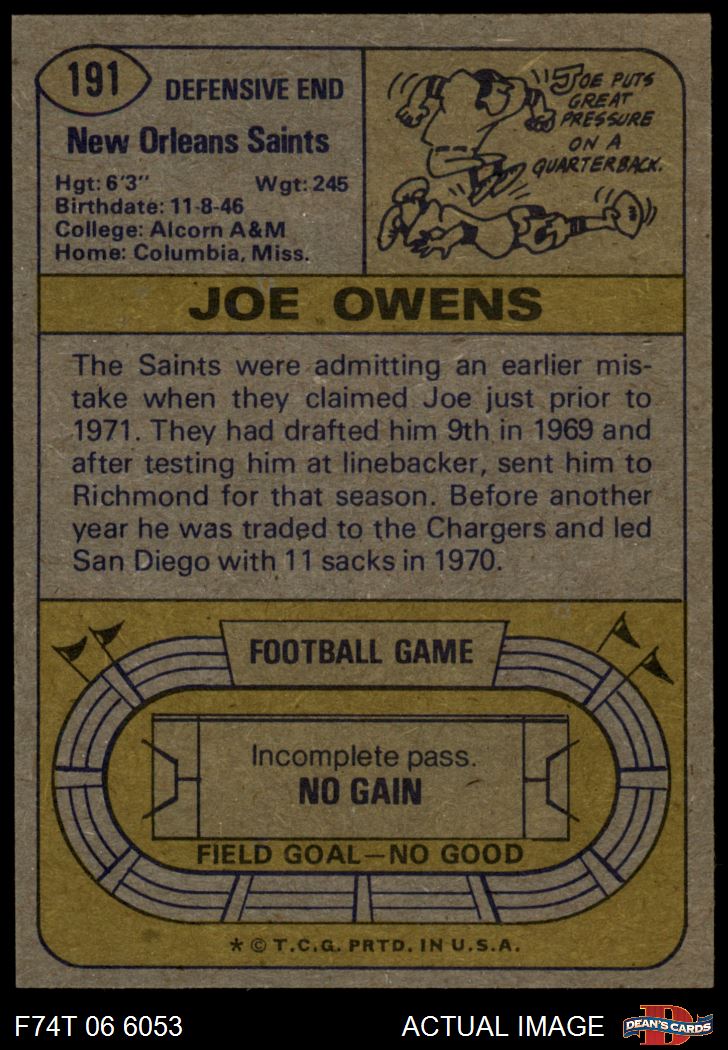 191
DEFENSIVE END
New Orleans Saints
Hgt: 6'3" Wgt: 245
Birthdate: 11-8-46
College: Alcorn A&M
Home: Columbia, Miss.
JOE PUTS
GREAT
PRESSURE
ON A
QUARTERBACK.
JOE OWENS
The Saints were admitting an earlier mis-
take when they claimed Joe just prior to
1971. They had drafted him 9th in 1969 and
after testing him at linebacker, sent him to
Richmond for that season. Before another
year he was traded to the Chargers and led
San Diego with 11 sacks in 1970.
FOOTBALL GAME
Incomplete pass.
NO GAIN
FIELD GOAL—NO GOOD
* © T.C.G. PRTD. IN U.S.A.
F74T 06 6053
ACTUAL IMAGE
D
DEAN'S CARDS